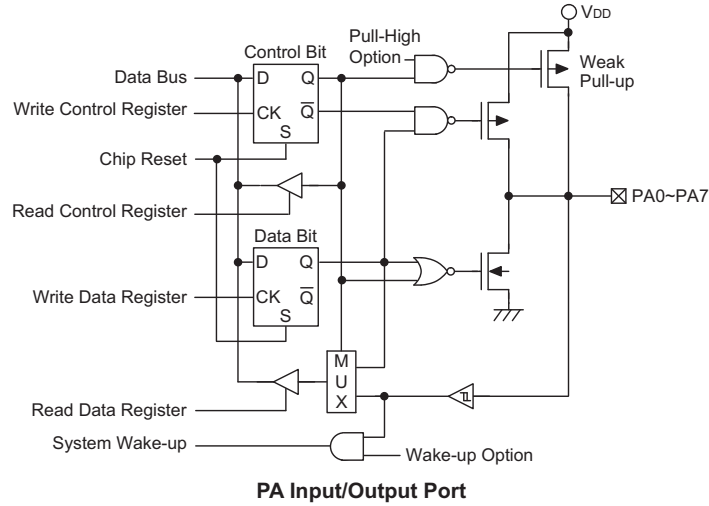 VDD
Pull-High
Option
Control Bit
Weak
Pull-up
Data Bus
D
Q
Write Control Register
CK
Q
S
Chip Reset
PA0~PA7
Read Control Register
Data Bit
D
Q
Write Data Register
CK
Q
S
M
U
X
Read Data Register
System Wake-up
Wake-up Option
PA Input/Output Port